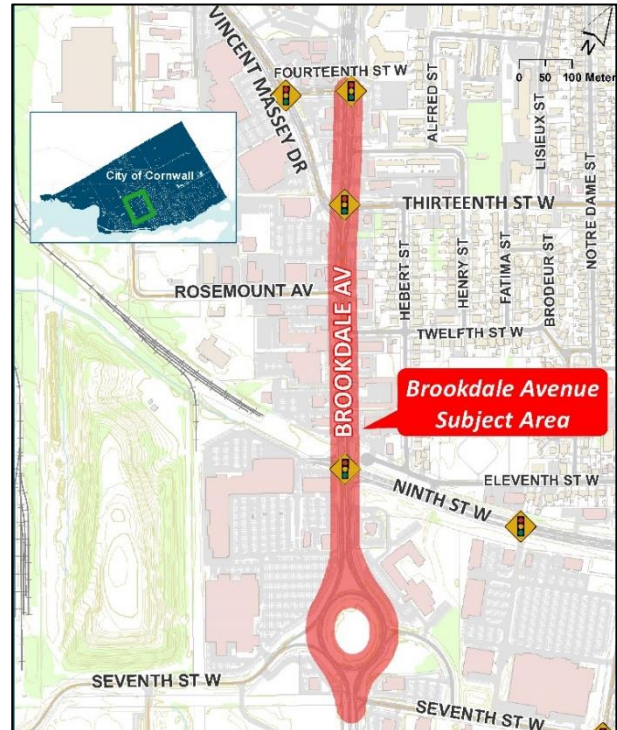 VINCENT MASSEY DR
FOURTEENTH ST W
N
0 50 100 Meter
ALFRED ST
LISIEUX ST
NOTRE DAME ST
City of Cornwall
THIRTEENTH ST W
ROSEMOUNT AV
BROOKDALE AV
HEBERT ST
HENRY ST
FATIMA ST
BRODEUR ST
TWELFTH ST W
Brookdale Avenue
Subject Area
NINTH ST W
ELEVENTH ST W
SEVENTH ST W
SEVENTH ST W